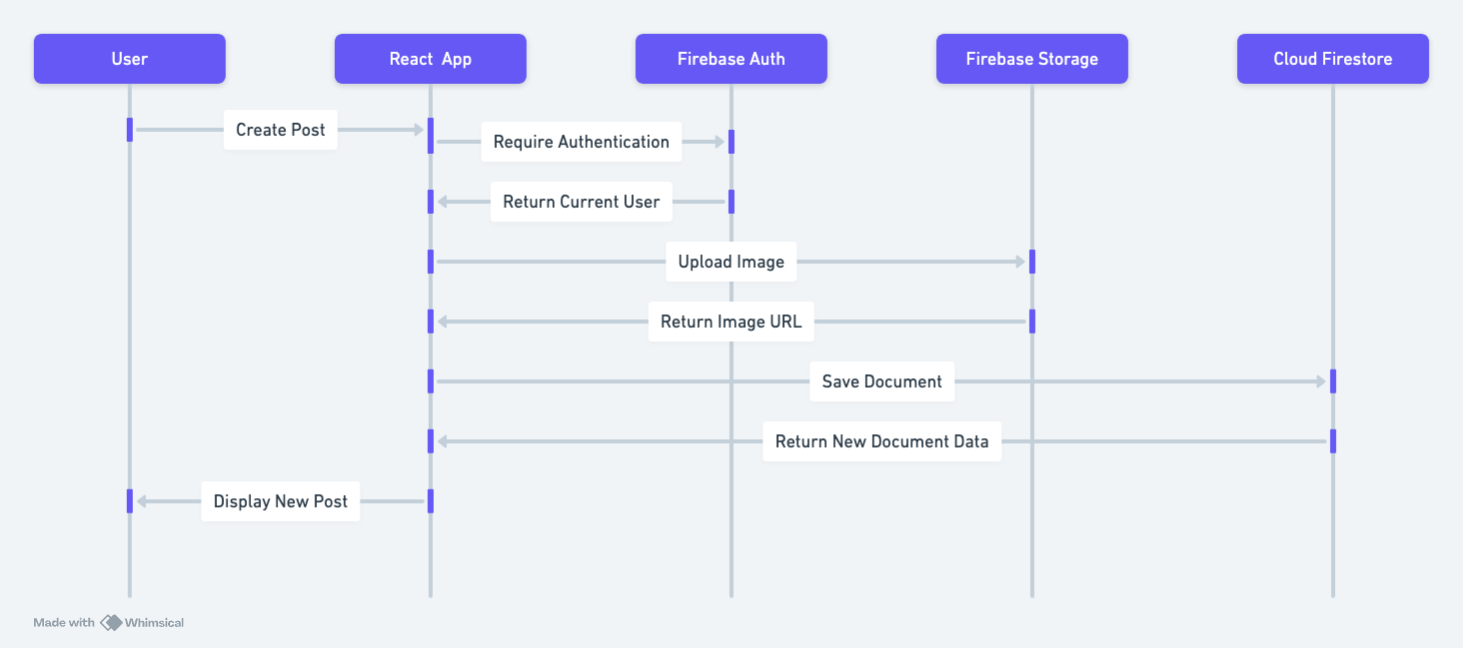 User
React App
Firebase Auth
Firebase Storage
Cloud Firestore
Create Post
Require Authentication
Return Current User
Upload Image
Return Image URL
Save Document
Return New Document Data
Display New Post
Made with Whimsical